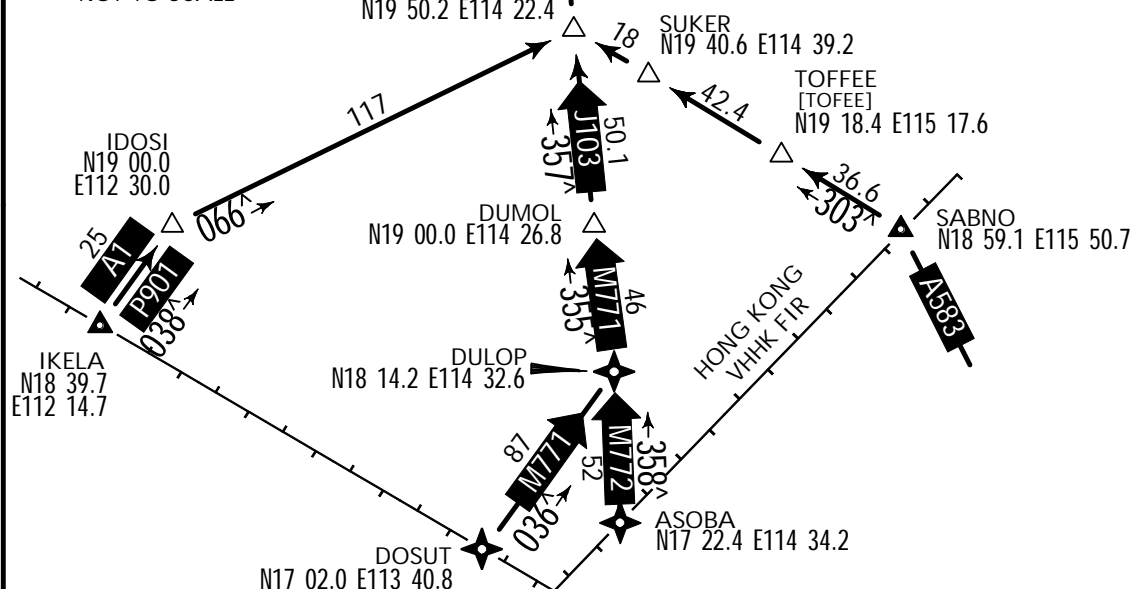 N19 50.2 E114 22.4
18
SUKER
N19 40.6 E114 39.2
TOFFEE
[TOFEE]
N19 18.4 E115 17.6
42.4
117
J103
50.1
357^
IDOSI
N19 00.0
E112 30.0
066^
36.6
303^
DUMOL
N19 00.0 E114 26.8
SABNO
N18 59.1 E115 50.7
25
A1
P901
038^
M771
46
355^
A583
HONG KONG
VHHK FIR
IKELA
N18 39.7
E112 14.7
DULOP
N18 14.2 E114 32.6
87
M771
036^
52
M772
358^
ASOBA
N17 22.4 E114 34.2
DOSUT
N17 02.0 E113 40.8